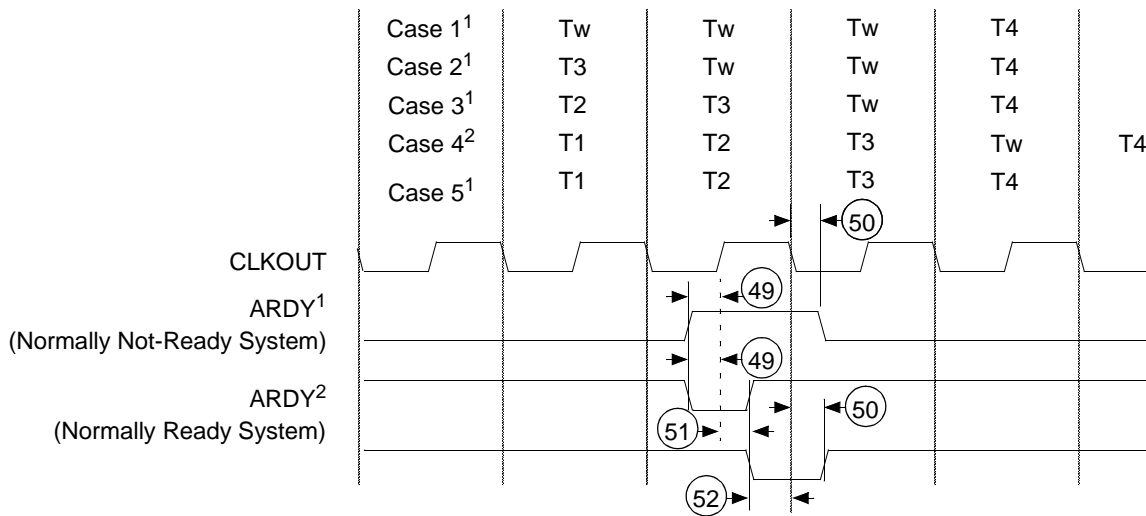 Case 1¹ Tw Tw Tw T4
Case 2¹ T3 Tw Tw T4
Case 3¹ T2 T3 Tw T4
Case 4² T1 T2 T3 Tw T4
Case 5¹ T1 T2 T3 T4
50
CLKOUT
49
ARDY¹
(Normally Not-Ready System)
49
ARDY²
50
(Normally Ready System)
51
52